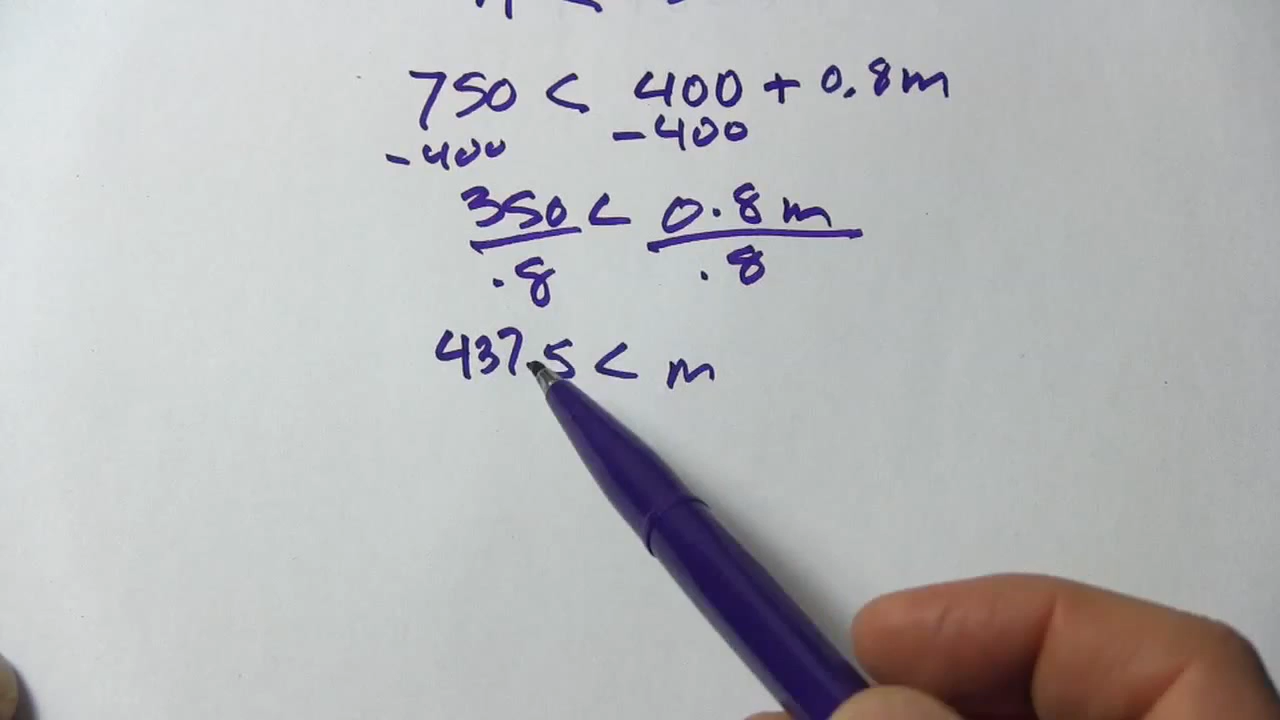 750 < 400 + 0.8m
-400 -400
350 < 0.8m
.8 .8
437.5 < m